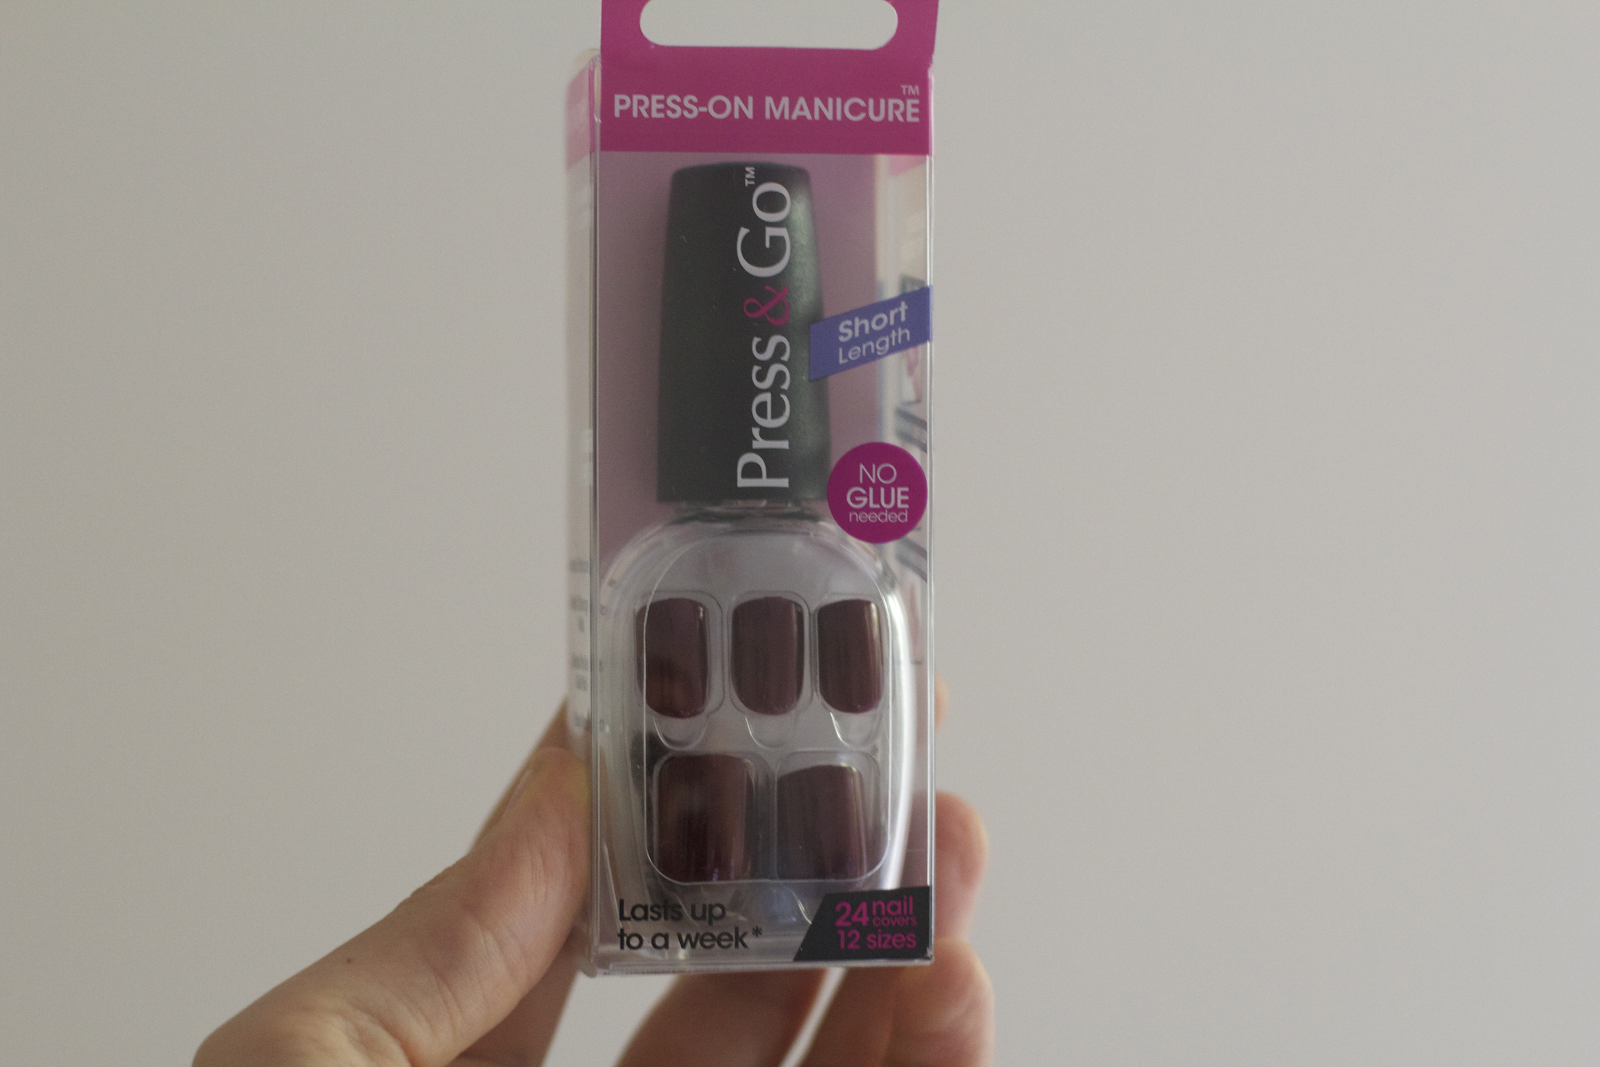 PRESS-ON MANICURE™
Press & Go™
Short
Length
NO
GLUE
needed
Lasts up
to a week*
24 nail
covers
12 sizes